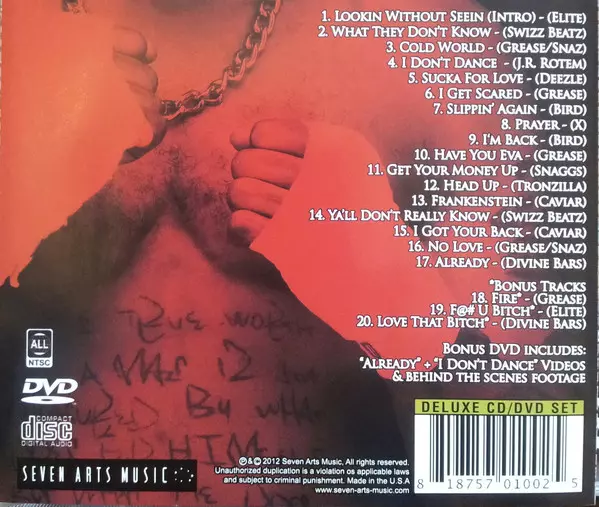 1. Lookin Without Seein (Intro) - (Elite)
2. What They Don't Know - (Swizz Beatz)
3. Cold World - (Grease/Snaz)
4. I Don't Dance - (J.R. Rotem)
5. Sucka For Love - (Deezle)
6. I Get Scared - (Grease)
7. Slippin' Again - (Bird)
8. Prayer - (X)
9. I'm Back - (Bird)
10. Have You Eva - (Grease)
11. Get Your Money Up - (Snaggs)
12. Head Up - (Tronzilla)
13. Frankenstein - (Caviar)
14. Ya'll Don't Really Know - (Swizz Beatz)
15. I Got Your Back - (Caviar)
16. No Love - (Grease/Snaz)
17. Already - (Divine Bars)
*Bonus Tracks
18. Fire* - (Grease)
19. F@# U Bitch* - (Elite)
20. Love That Bitch* - (Divine Bars)
Bonus DVD includes:
"Already" + "I Don't Dance" Videos
& Behind the Scenes Footage
DELUXE CD/DVD SET
8 18757 01002 5
ALL
NTSC
DVD
COMPACT
disc
DIGITAL AUDIO
SEVEN ARTS MUSIC
℗&© 2012 Seven Arts Music, All rights reserved.
Unauthorized duplication is a violation os applicable laws
and subject to criminal punishment. Made in the U.S.A
www.seven-arts-music.com
TRUE
12
BY
HIM
THE